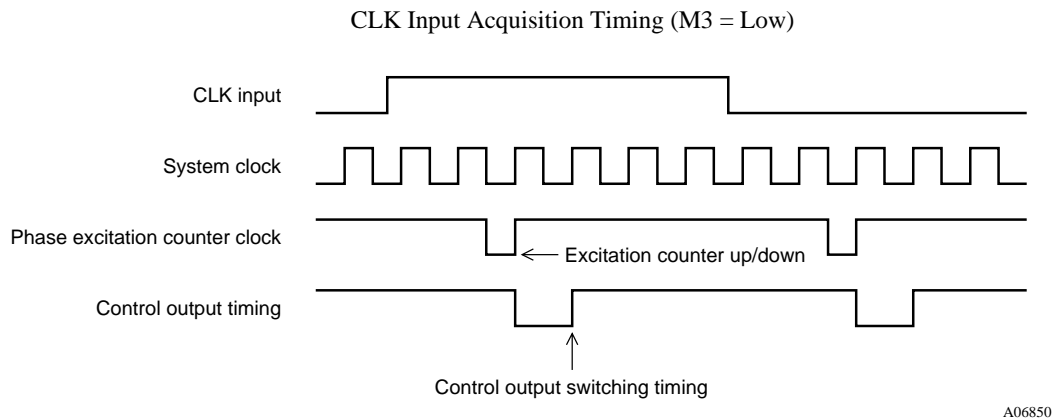 CLK Input Acquisition Timing (M3 = Low)
CLK input
System clock
Phase excitation counter clock
Excitation counter up/down
Control output timing
Control output switching timing
A06850